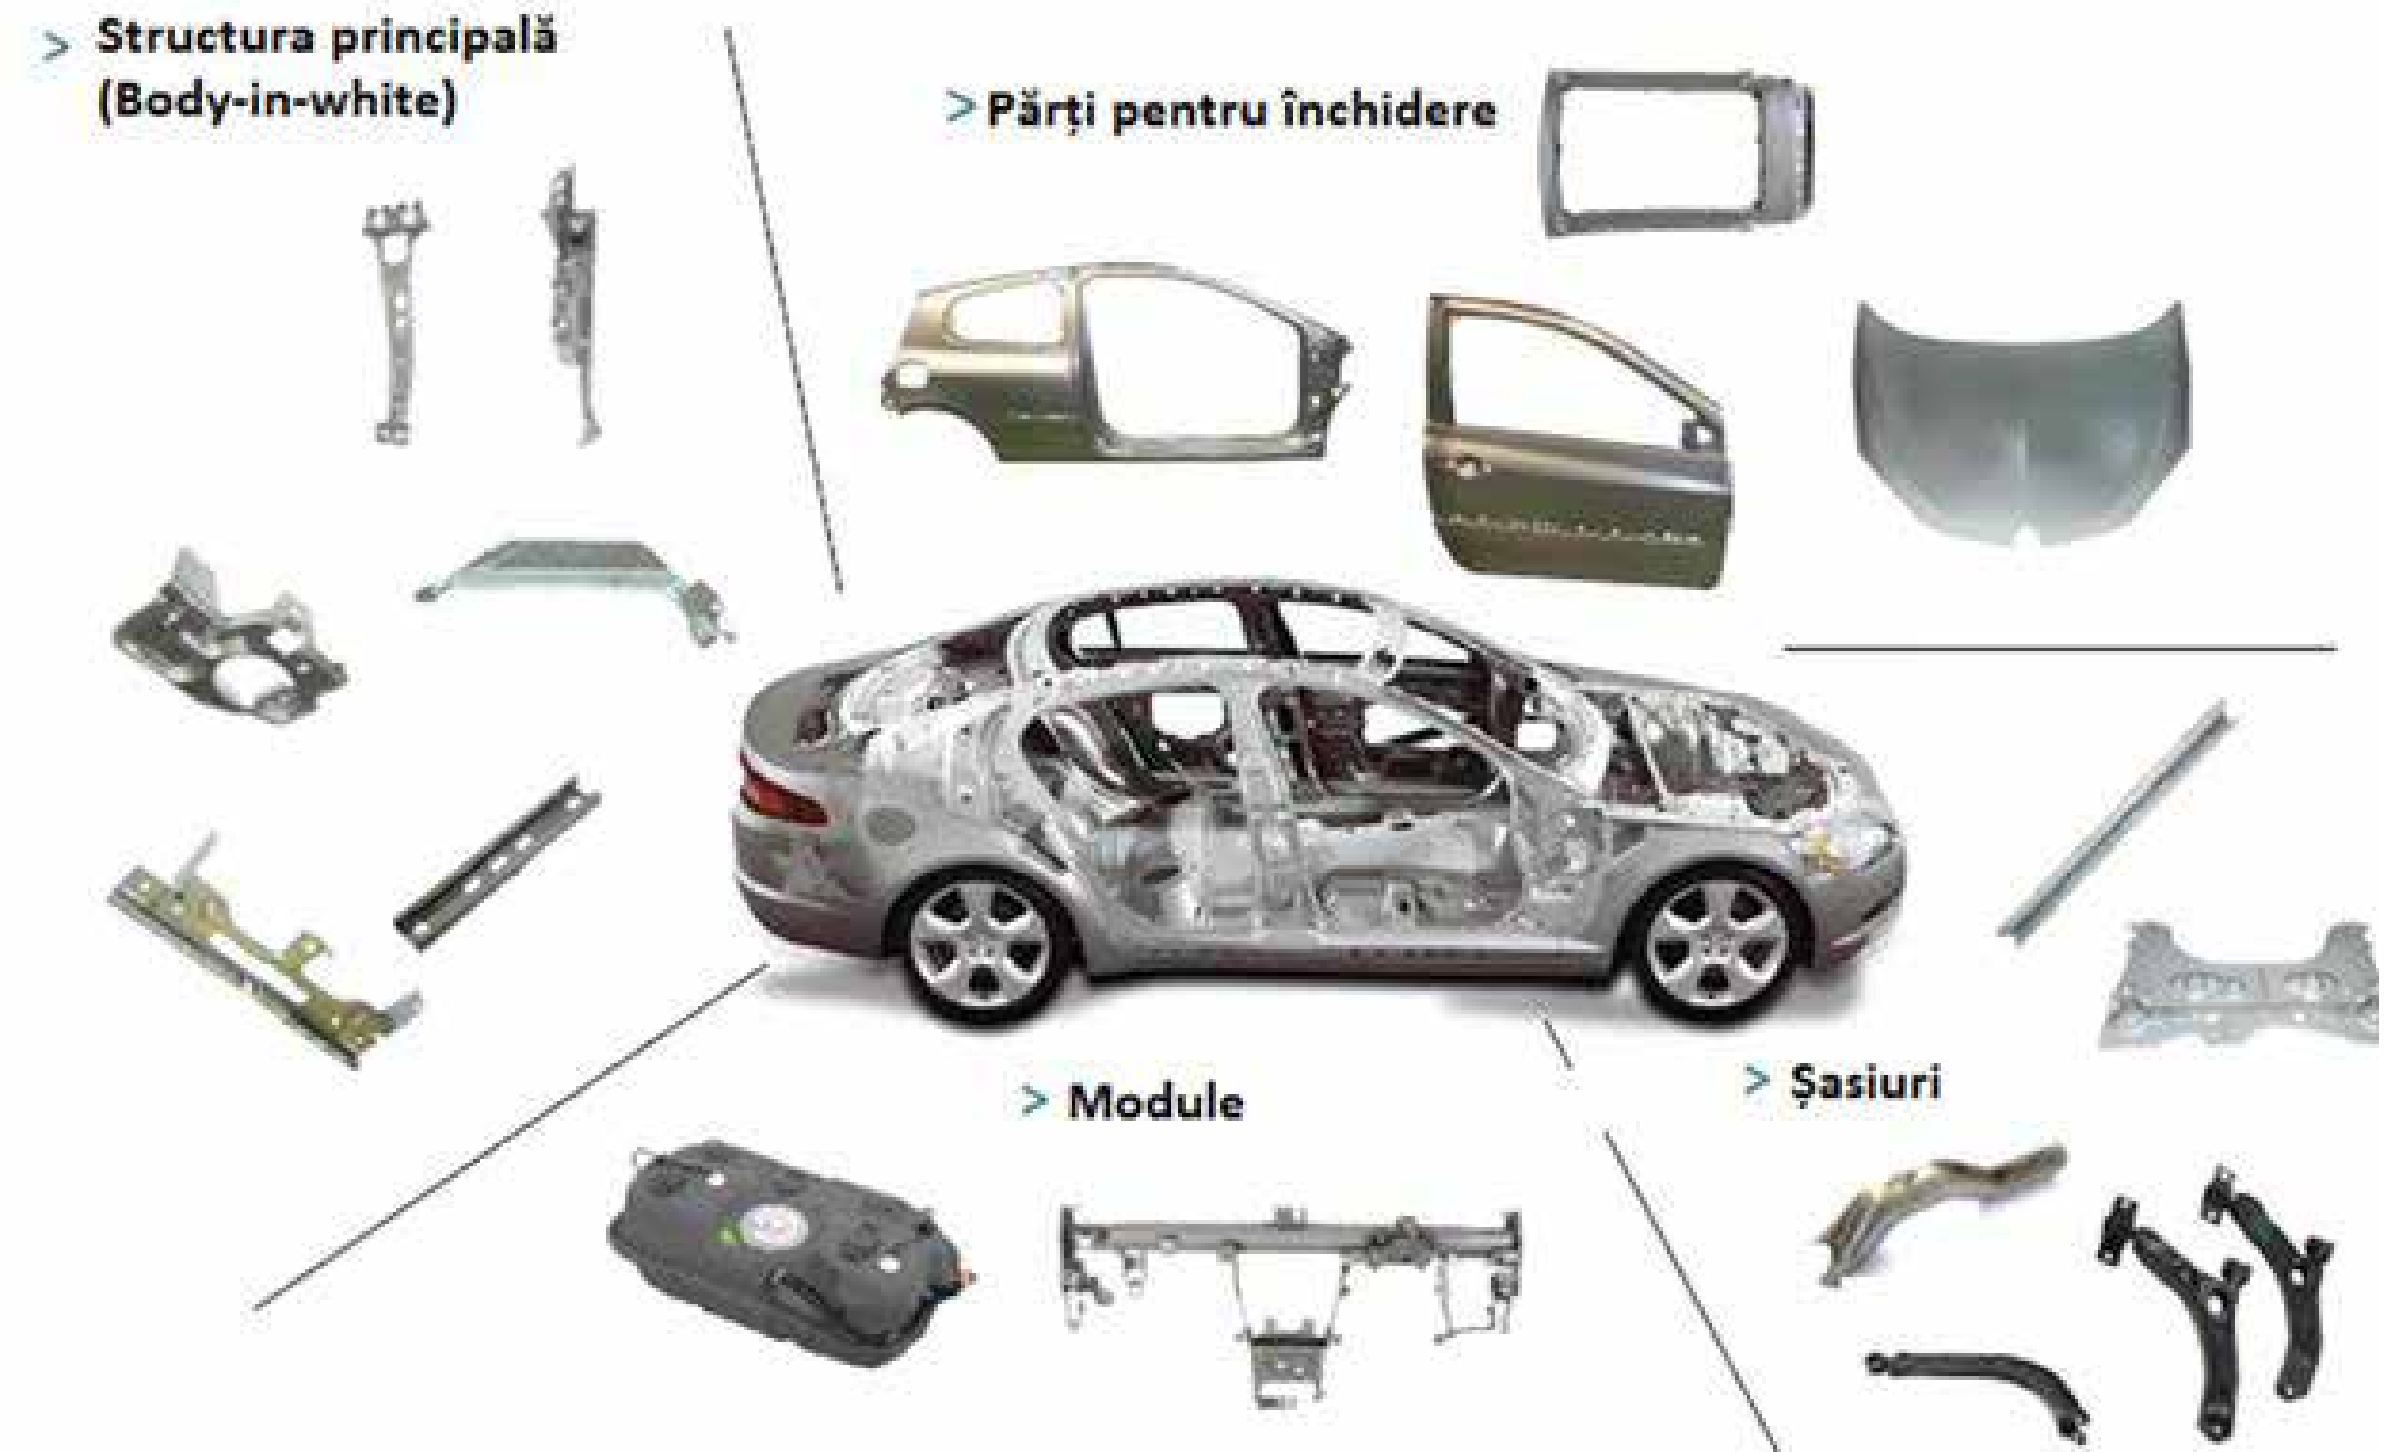 > Structura principală
(Body-in-white)
> Părți pentru închidere
> Module
> Șasiuri